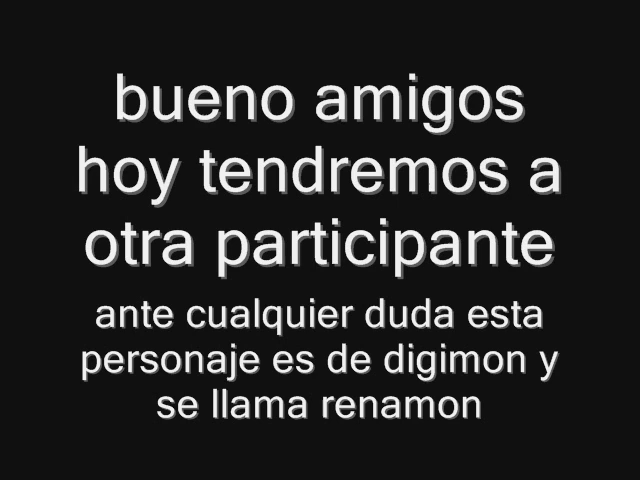 bueno amigos
hoy tendremos a
otra participante
ante cualquier duda esta
personaje es de digimon y
se llama renamon